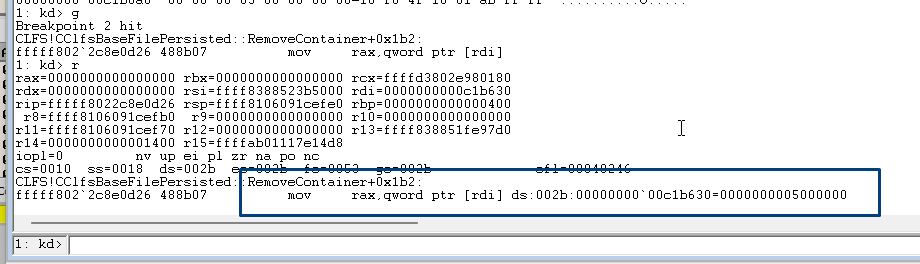 1: kd> g
Breakpoint 2 hit
CLFS!CClfsBaseFilePersisted::RemoveContainer+0x1b2:
fffff802`2c8e0d26 488b07 mov rax,qword ptr [rdi]
1: kd> r
rax=0000000000000000 rbx=0000000000000000 rcx=ffffd3802e980180
rdx=0000000000000000 rsi=ffff8388523b5000 rdi=0000000000c1b630
rip=fffff8022c8e0d26 rsp=ffff8106091cefe0 rbp=0000000000000400
r8=ffff8106091cefb0 r9=0000000000000000 r10=0000000000000000
r11=ffff8106091cef70 r12=0000000000000000 r13=ffff838851fe97d0
r14=0000000000001400 r15=ffffab01117e14d8
iopl=0 nv up ei pl zr na po nc
cs=0010 ss=0018 ds=002b es=002b fs=0053 gs=002b efl=00040246
CLFS!CClfsBaseFilePersisted::RemoveContainer+0x1b2:
fffff802`2c8e0d26 488b07 mov rax,qword ptr [rdi] ds:002b:00000000`00c1b630=0000000005000000
1: kd>